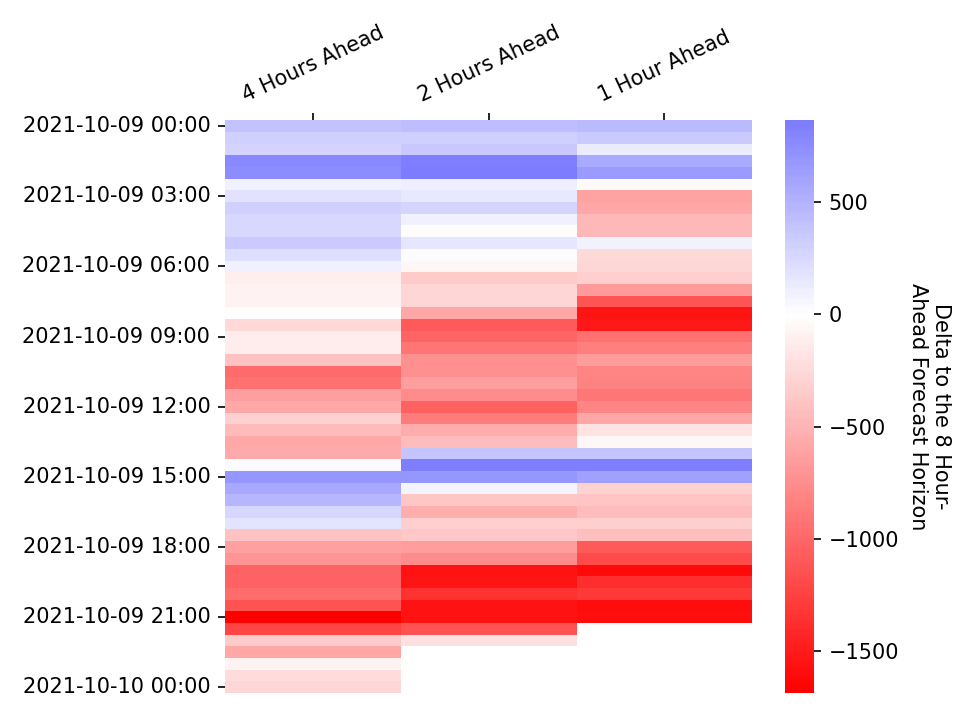 4 Hours Ahead
2 Hours Ahead
1 Hour Ahead
2021-10-09 00:00
2021-10-09 03:00
2021-10-09 06:00
2021-10-09 09:00
2021-10-09 12:00
2021-10-09 15:00
2021-10-09 18:00
2021-10-09 21:00
2021-10-10 00:00
500
0
−500
−1000
−1500
Delta to the 8 Hour-
Ahead Forecast Horizon